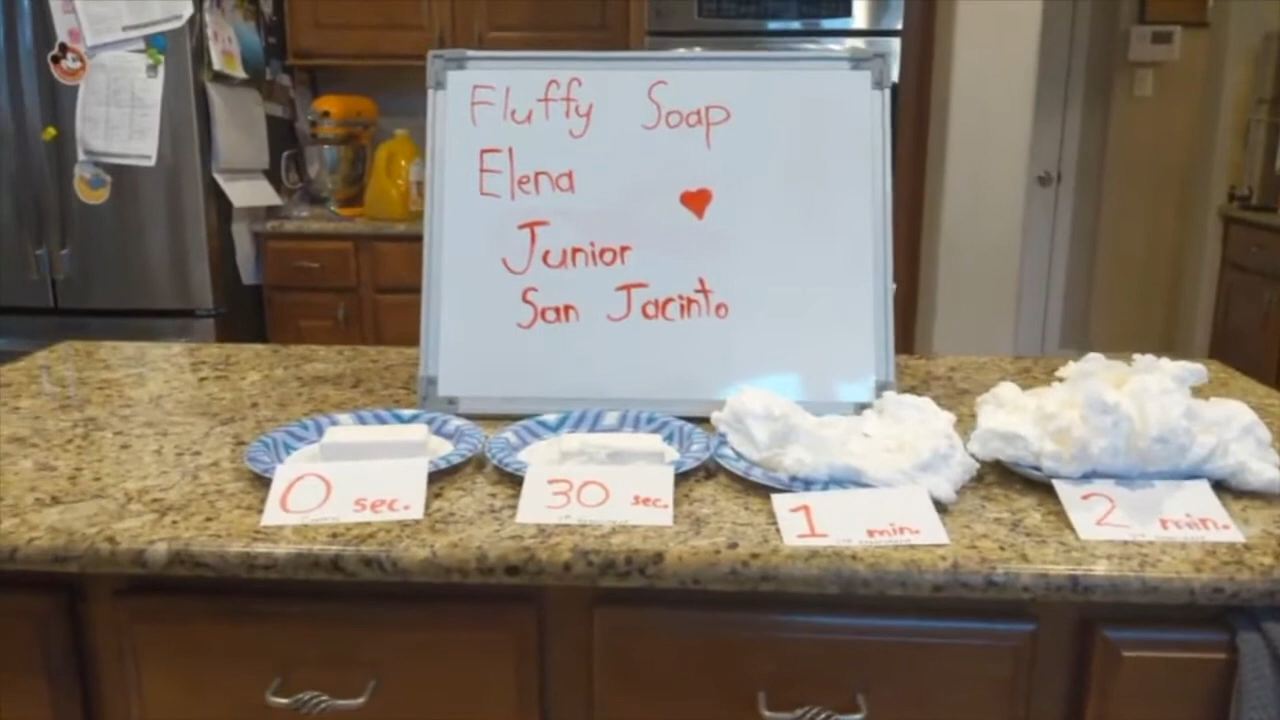 Fluffy Soap
Elena
Junior
San Jacinto
0 sec.
30 sec.
1 min.
2 min.